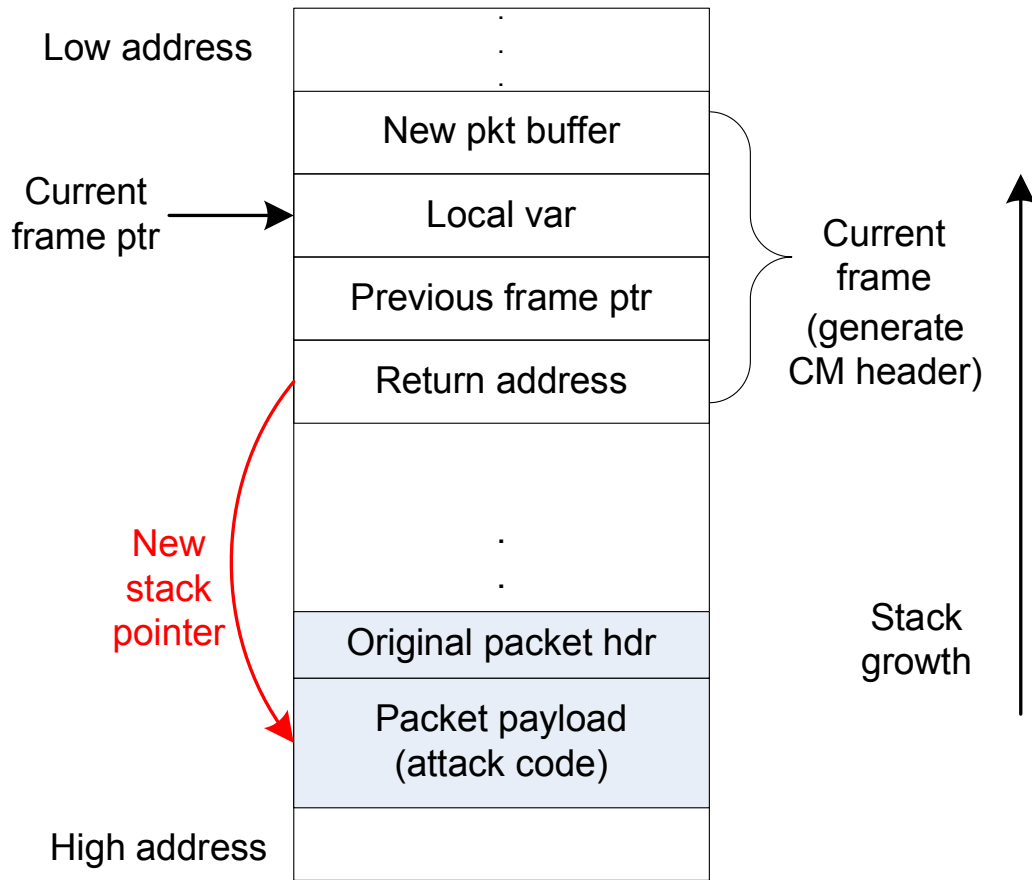 Low address
.
.
.
New pkt buffer
Current
frame ptr
Local var
Previous frame ptr
Return address
Current
frame
(generate
CM header)
New
stack
pointer
.
.
Original packet hdr
Packet payload
(attack code)
Stack
growth
High address